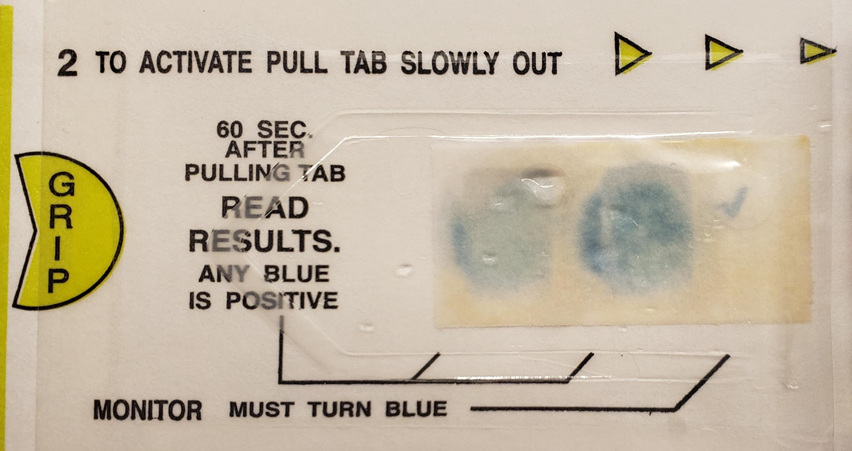 2 TO ACTIVATE PULL TAB SLOWLY OUT
60 SEC.
AFTER
PULLING TAB
READ
RESULTS.
ANY BLUE
IS POSITIVE
GRIP
MONITOR MUST TURN BLUE